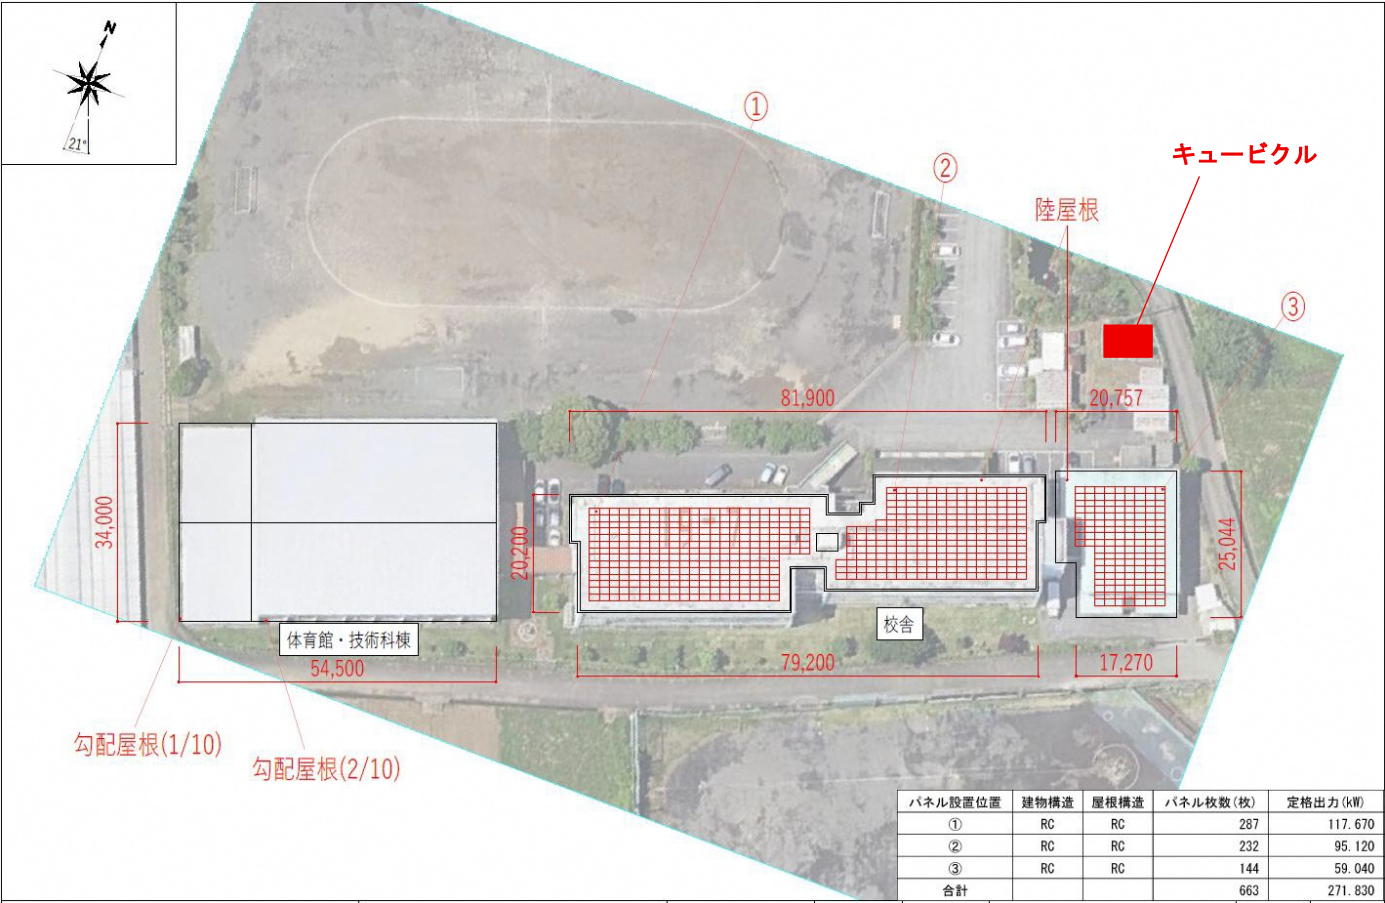 N
21°
①
②
キュービクル
陸屋根
③
81,900
20,757
34,000
20,200
25,044
体育館・技術科棟
校舎
54,500
79,200
17,270
勾配屋根(1/10)
勾配屋根(2/10)
パネル設置位置 建物構造 屋根構造 パネル枚数(枚) 定格出力(kW)
① RC RC 287 117.670
② RC RC 232 95.120
③ RC RC 144 59.040
合計 663 271.830